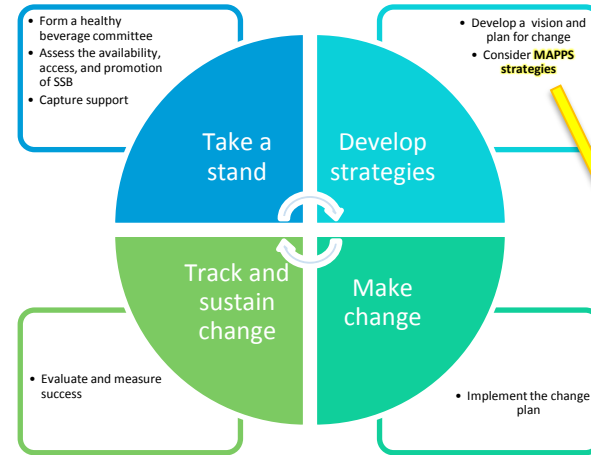 • Form a healthy
beverage committee
• Assess the availability,
access, and promotion
of SSB
• Capture support
• Develop a vision and
plan for change
• Consider MAPPS
strategies
Take a
stand
Develop
strategies
Track and
sustain
change
Make
change
• Evaluate and measure
success
• Implement the change
plan